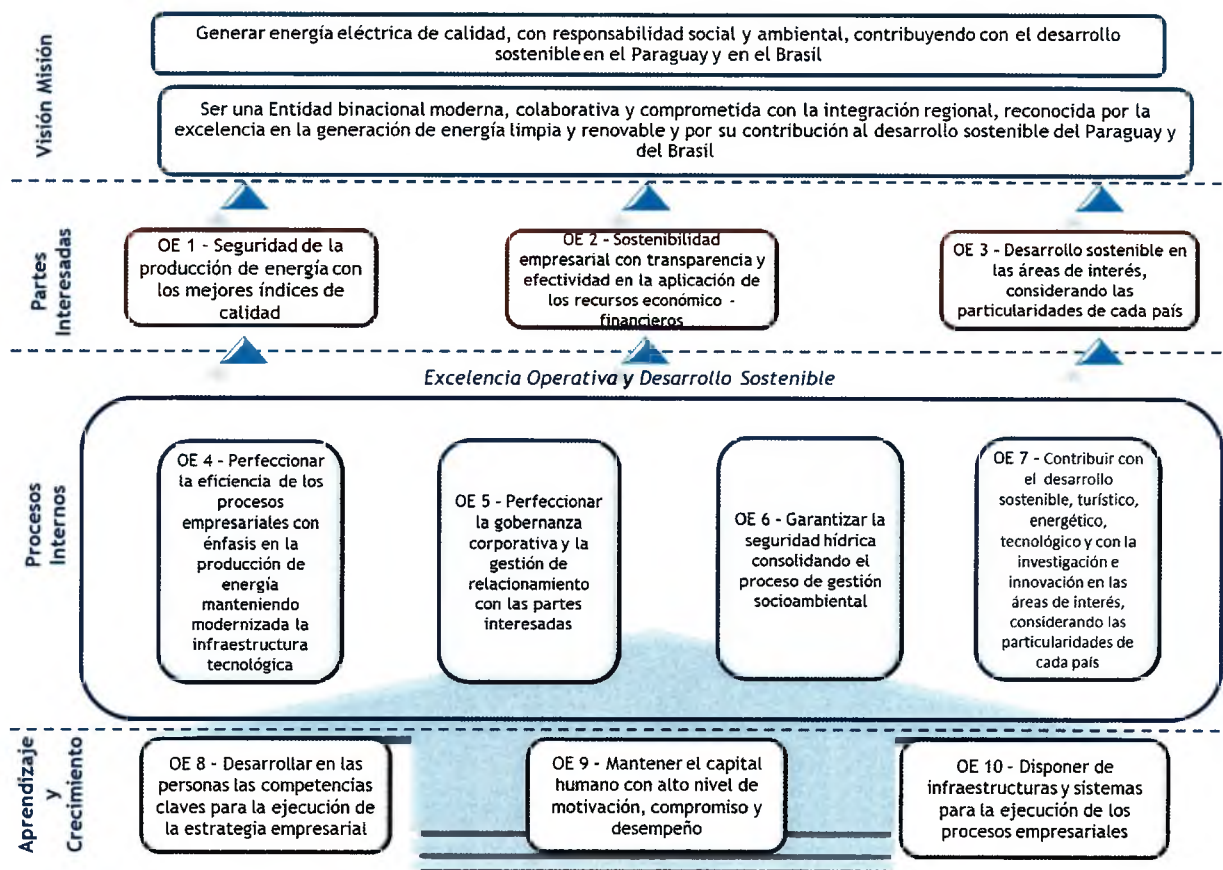 Visión Misión
Generar energía eléctrica de calidad, con responsabilidad social y ambiental, contribuyendo con el desarrollo
sostenible en el Paraguay y en el Brasil
Ser una Entidad binacional moderna, colaborativa y comprometida con la integración regional, reconocida por la
excelencia en la generación de energía limpia y renovable y por su contribución al desarrollo sostenible del Paraguay y
del Brasil
Partes
Interesadas
OE 1 - Seguridad de la
producción de energía con
los mejores índices de
calidad
OE 2 - Sostenibilidad
empresarial con transparencia y
efectividad en la aplicación de
los recursos económico -
financieros
OE 3 - Desarrollo sostenible en
las áreas de interés,
considerando las
particularidades de cada país
Excelencia Operativa y Desarrollo Sostenible
Procesos
Internos
OE 4 - Perfeccionar
la eficiencia de los
procesos
empresariales con
énfasis en la
producción de
energía
manteniendo
modernizada la
infraestructura
tecnológica
OE 5 - Perfeccionar
la gobernanza
corporativa y la
gestión de
relacionamiento
con las partes
interesadas
OE 6 - Garantizar la
seguridad hídrica
consolidando el
proceso de gestión
socioambiental
OE 7 - Contribuir con
el desarrollo
sostenible, turístico,
energético,
tecnológico y con la
investigación e
innovación en las
áreas de interés,
considerando las
particularidades de
cada país
Aprendizaje
y
Crecimiento
OE 8 - Desarrollar en las
personas las competencias
claves para la ejecución de
la estrategia empresarial
OE 9 - Mantener el capital
humano con alto nivel de
motivación, compromiso y
desempeño
OE 10 - Disponer de
infraestructuras y sistemas
para la ejecución de los
procesos empresariales